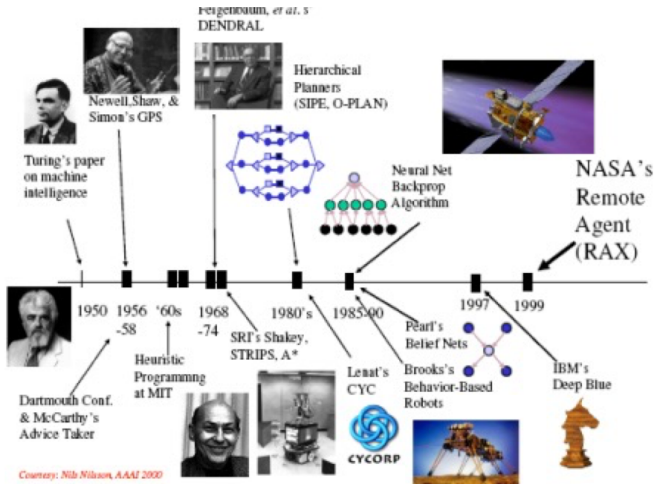 Feigenbaum, et al.'s
DENDRAL
Newell,Shaw, &
Simon's GPS
Hierarchical
Planners
(SIPE, O-PLAN)
Turing's paper
on machine
intelligence
Neural Net
Backprop
Algorithm
NASA's
Remote
Agent
(RAX)
1950
1956
-58
'60s
1968
-74
1980's
1985-90
1997
1999
Dartmouth Conf.
& McCarthy's
Advice Taker
Heuristic
Programmng
at MIT
SRI's Shakey,
STRIPS, A*
Lenat's
CYC
CYCORP
Pearl's
Belief Nets
Brooks's
Behavior-Based
Robots
IBM's
Deep Blue
Courtesy: Nils Nilsson, AAAI 2000